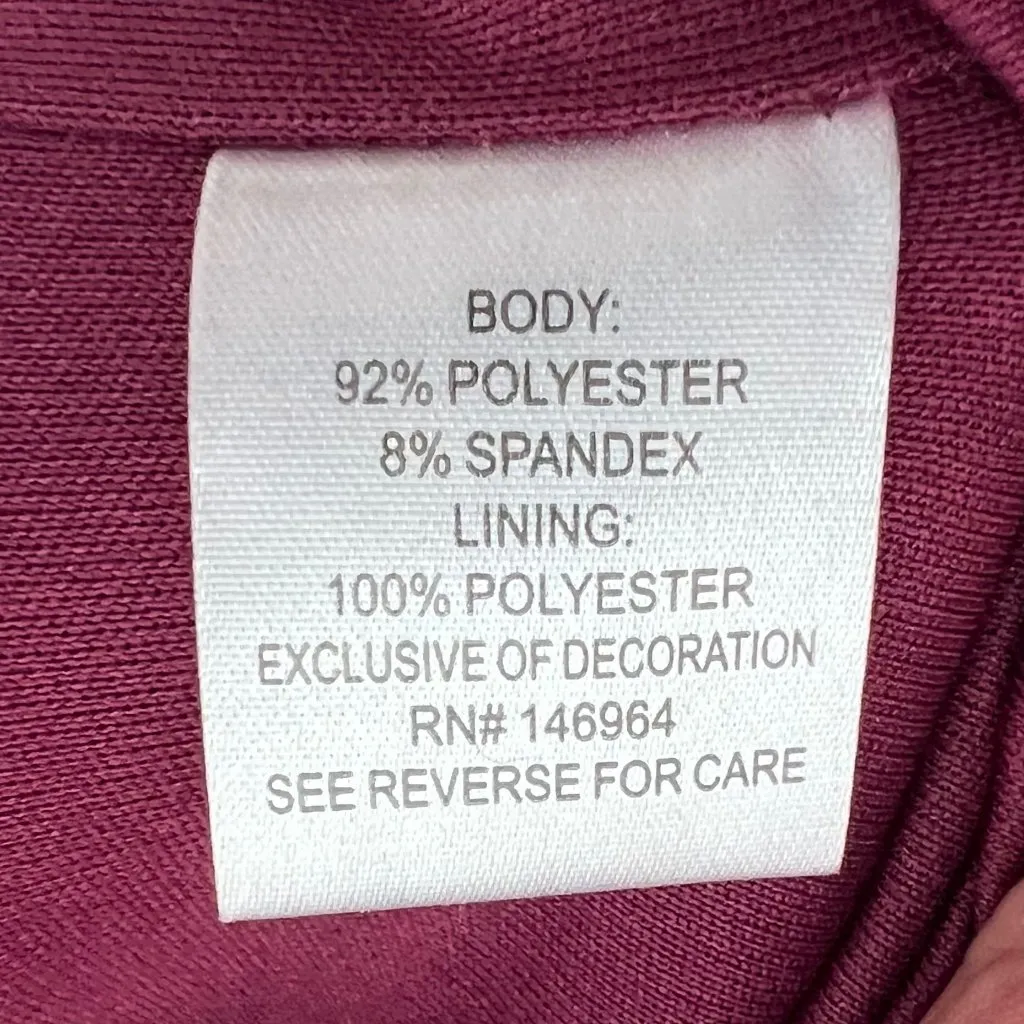 BODY:
92% POLYESTER
8% SPANDEX
LINING:
100% POLYESTER
EXCLUSIVE OF DECORATION
RN# 146964
SEE REVERSE FOR CARE